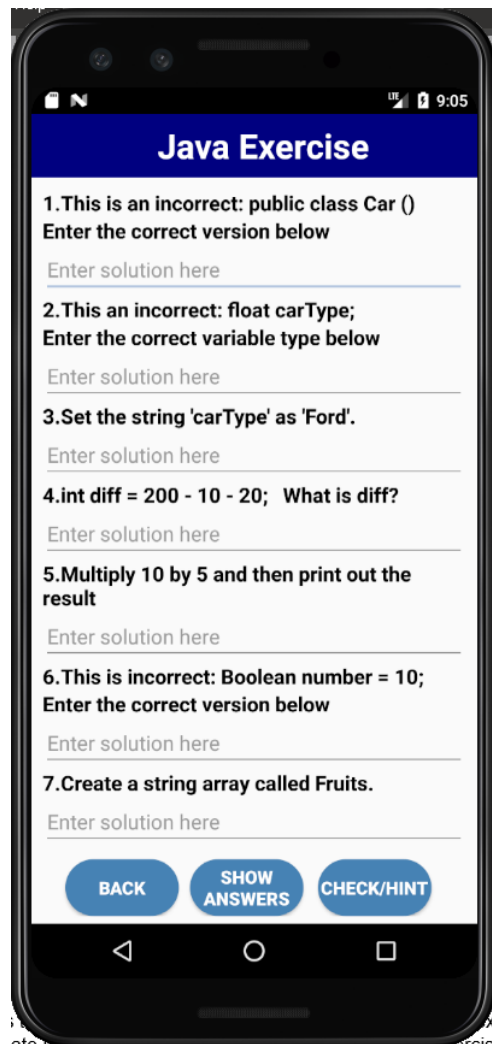 9:05
Java Exercise
1.This is an incorrect: public class Car ()
Enter the correct version below
Enter solution here
2.This an incorrect: float carType;
Enter the correct variable type below
Enter solution here
3.Set the string 'carType' as 'Ford'.
Enter solution here
4.int diff = 200 - 10 - 20;   What is diff?
Enter solution here
5.Multiply 10 by 5 and then print out the
result
Enter solution here
6.This is incorrect: Boolean number = 10;
Enter the correct version below
Enter solution here
7.Create a string array called Fruits.
Enter solution here
BACK
SHOW
ANSWERS
CHECK/HINT